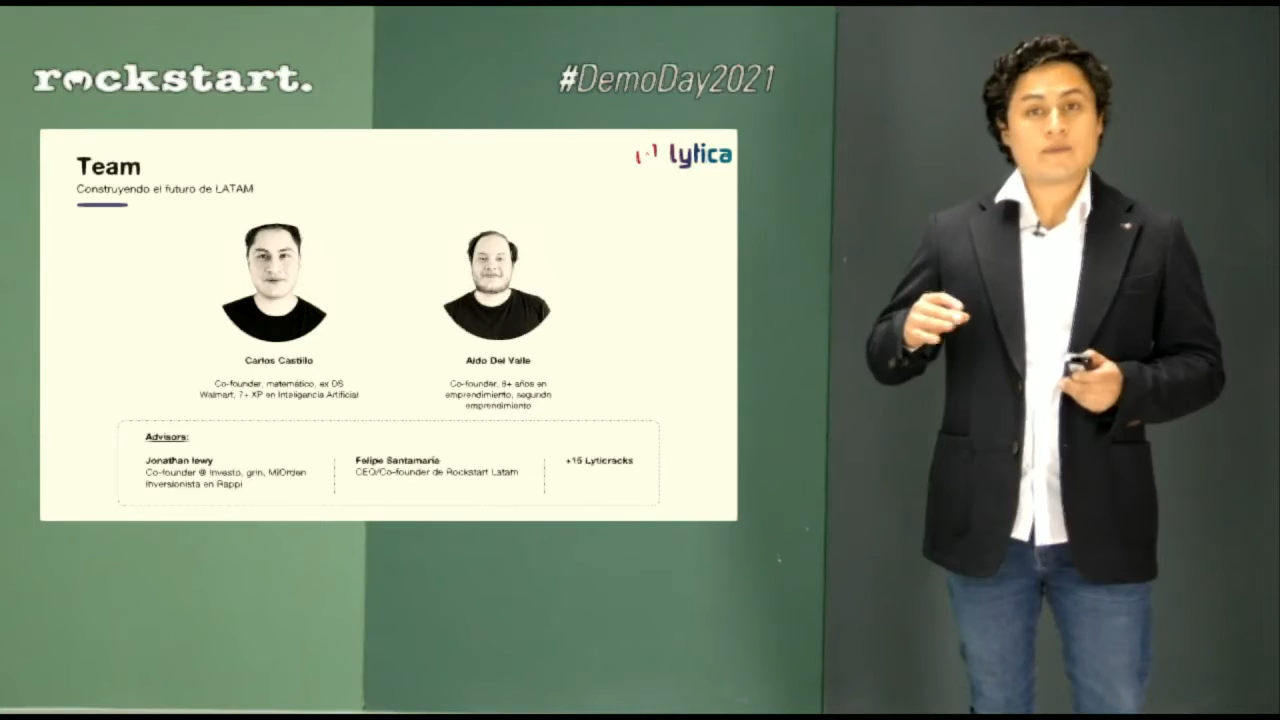 rockstart.
#DemoDay2021
lytica
Team
Construyendo el futuro de LATAM
Carlos Castillo
Aldo Del Valle
Co-founder, matemático, ex DS
Walmart, 7+ XP en Inteligencia Artificial
Co-founder, 8+ años en
emprendimiento, segundo
emprendimiento
Advisors:
Jonathan lewy
Co-founder @ Investo, grin, MiOrden
Inversionista en Rappi
Felipe Santamaría
CEO/Co-founder de Rockstart Latam
+15 Lyticracks